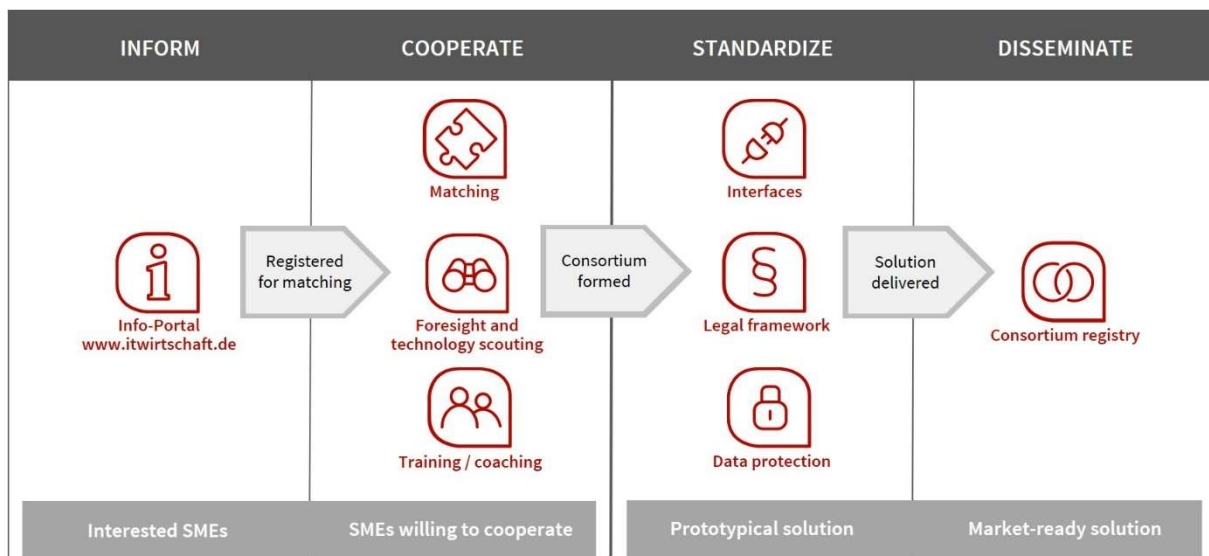 INFORM
COOPERATE
STANDARDIZE
DISSEMINATE
Info-Portal
www.itwirtschaft.de
Registered
for matching
Matching
Foresight and
technology scouting
Training / coaching
Consortium
formed
Interfaces
§
Legal framework
Data protection
Solution
delivered
Consortium registry
Interested SMEs
SMEs willing to cooperate
Prototypical solution
Market-ready solution